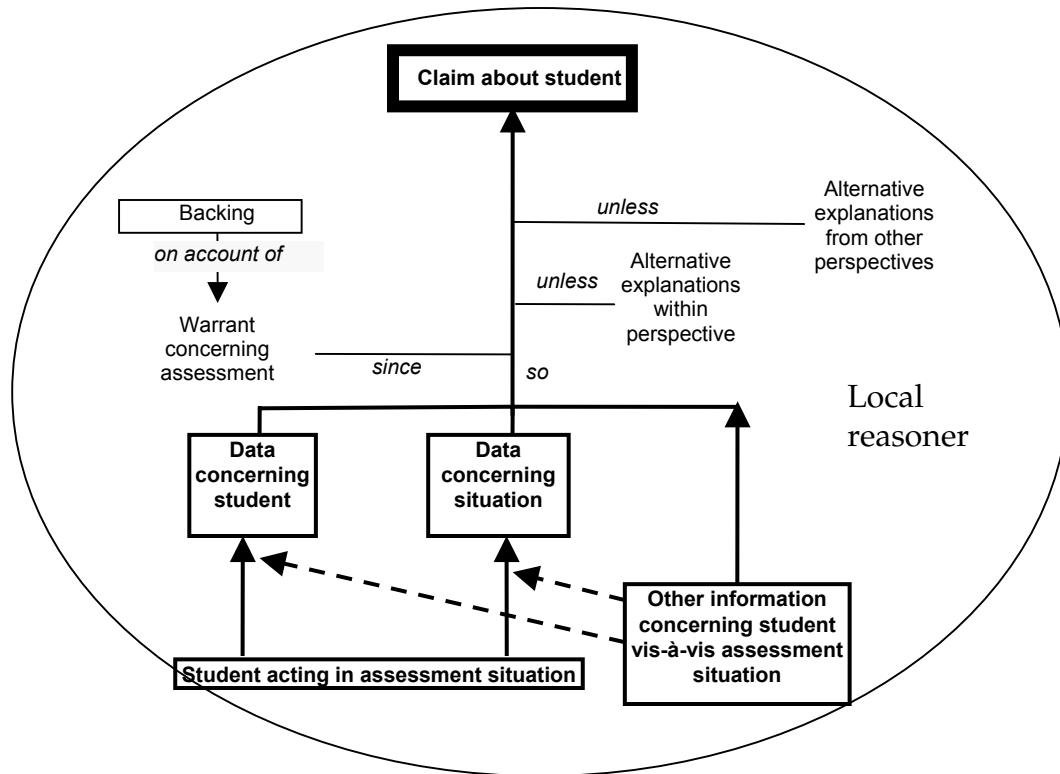 Claim about student
unless
Alternative
explanations
from other
perspectives
Backing
on account of
unless
Alternative
explanations
within
perspective
Warrant
concerning
assessment
since
so
Local
reasoner
Data
concerning
student
Data
concerning
situation
Other information
concerning student
vis-à-vis assessment
situation
Student acting in assessment situation